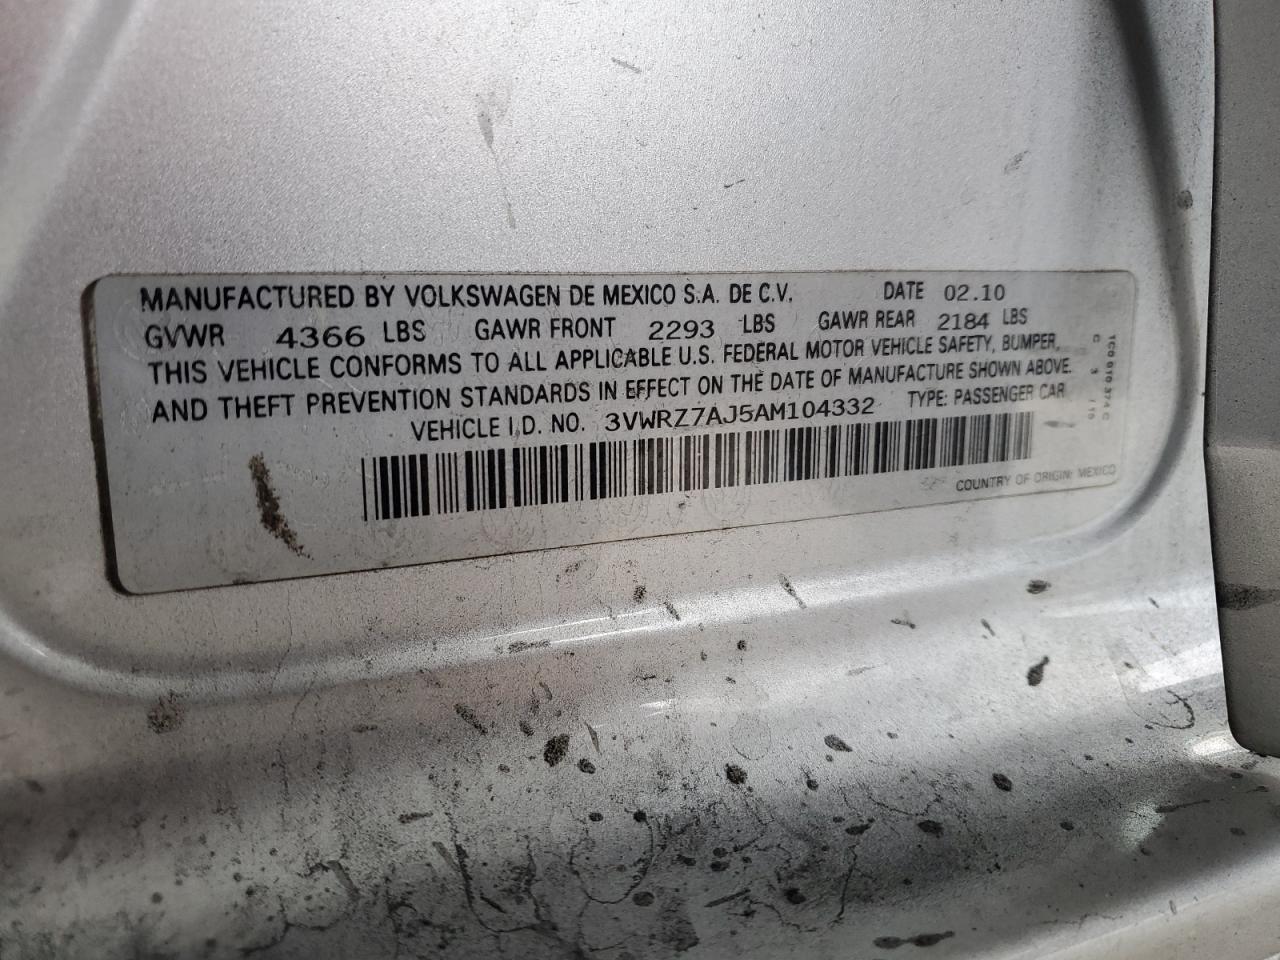 MANUFACTURED BY VOLKSWAGEN DE MEXICO S.A. DE C.V. DATE 02.10
GVWR 4366 LBS GAWR FRONT 2293 LBS GAWR REAR 2184 LBS
THIS VEHICLE CONFORMS TO ALL APPLICABLE U.S. FEDERAL MOTOR VEHICLE SAFETY, BUMPER,
AND THEFT PREVENTION STANDARDS IN EFFECT ON THE DATE OF MANUFACTURE SHOWN ABOVE.
VEHICLE I.D. NO. 3VWRZ7AJ5AM104332 TYPE: PASSENGER CAR
COUNTRY OF ORIGIN: MEXICO